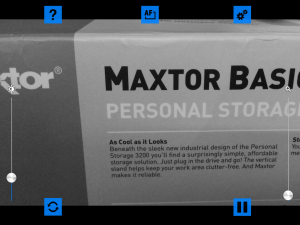 ?
AF
xtor®
MAXTOR BASIC
PERSONAL STORAGE
As Cool as it Looks
Beneath the sleek new industrial design of the Personal
Storage 3200 you'll find a surprisingly simple, affordable
storage solution. Just plug in the drive and go! The vertical
stand helps keep your work area clutter-free. And Maxtor
makes it reliable.